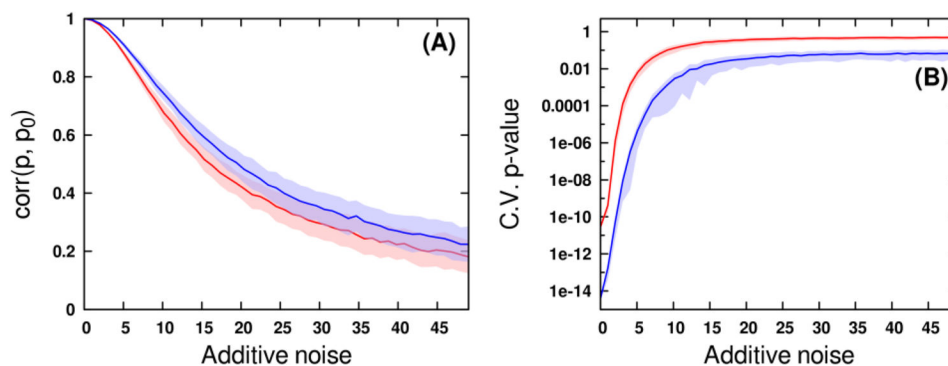 (A)
corr(p, p0)
1
0.8
0.6
0.4
0.2
0
0 5 10 15 20 25 30 35 40 45
Additive noise
(B)
C.V. p-value
1
0.01
0.0001
1e-06
1e-08
1e-10
1e-12
1e-14
0 5 10 15 20 25 30 35 40 45
Additive noise